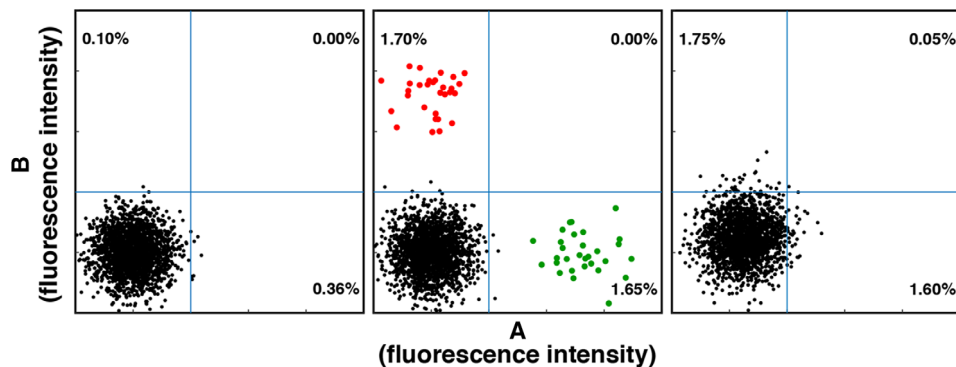 0.10% 0.00%
1.70% 0.00%
1.75% 0.05%
B
(fluorescence intensity)
0.36%
1.65%
1.60%
A
(fluorescence intensity)